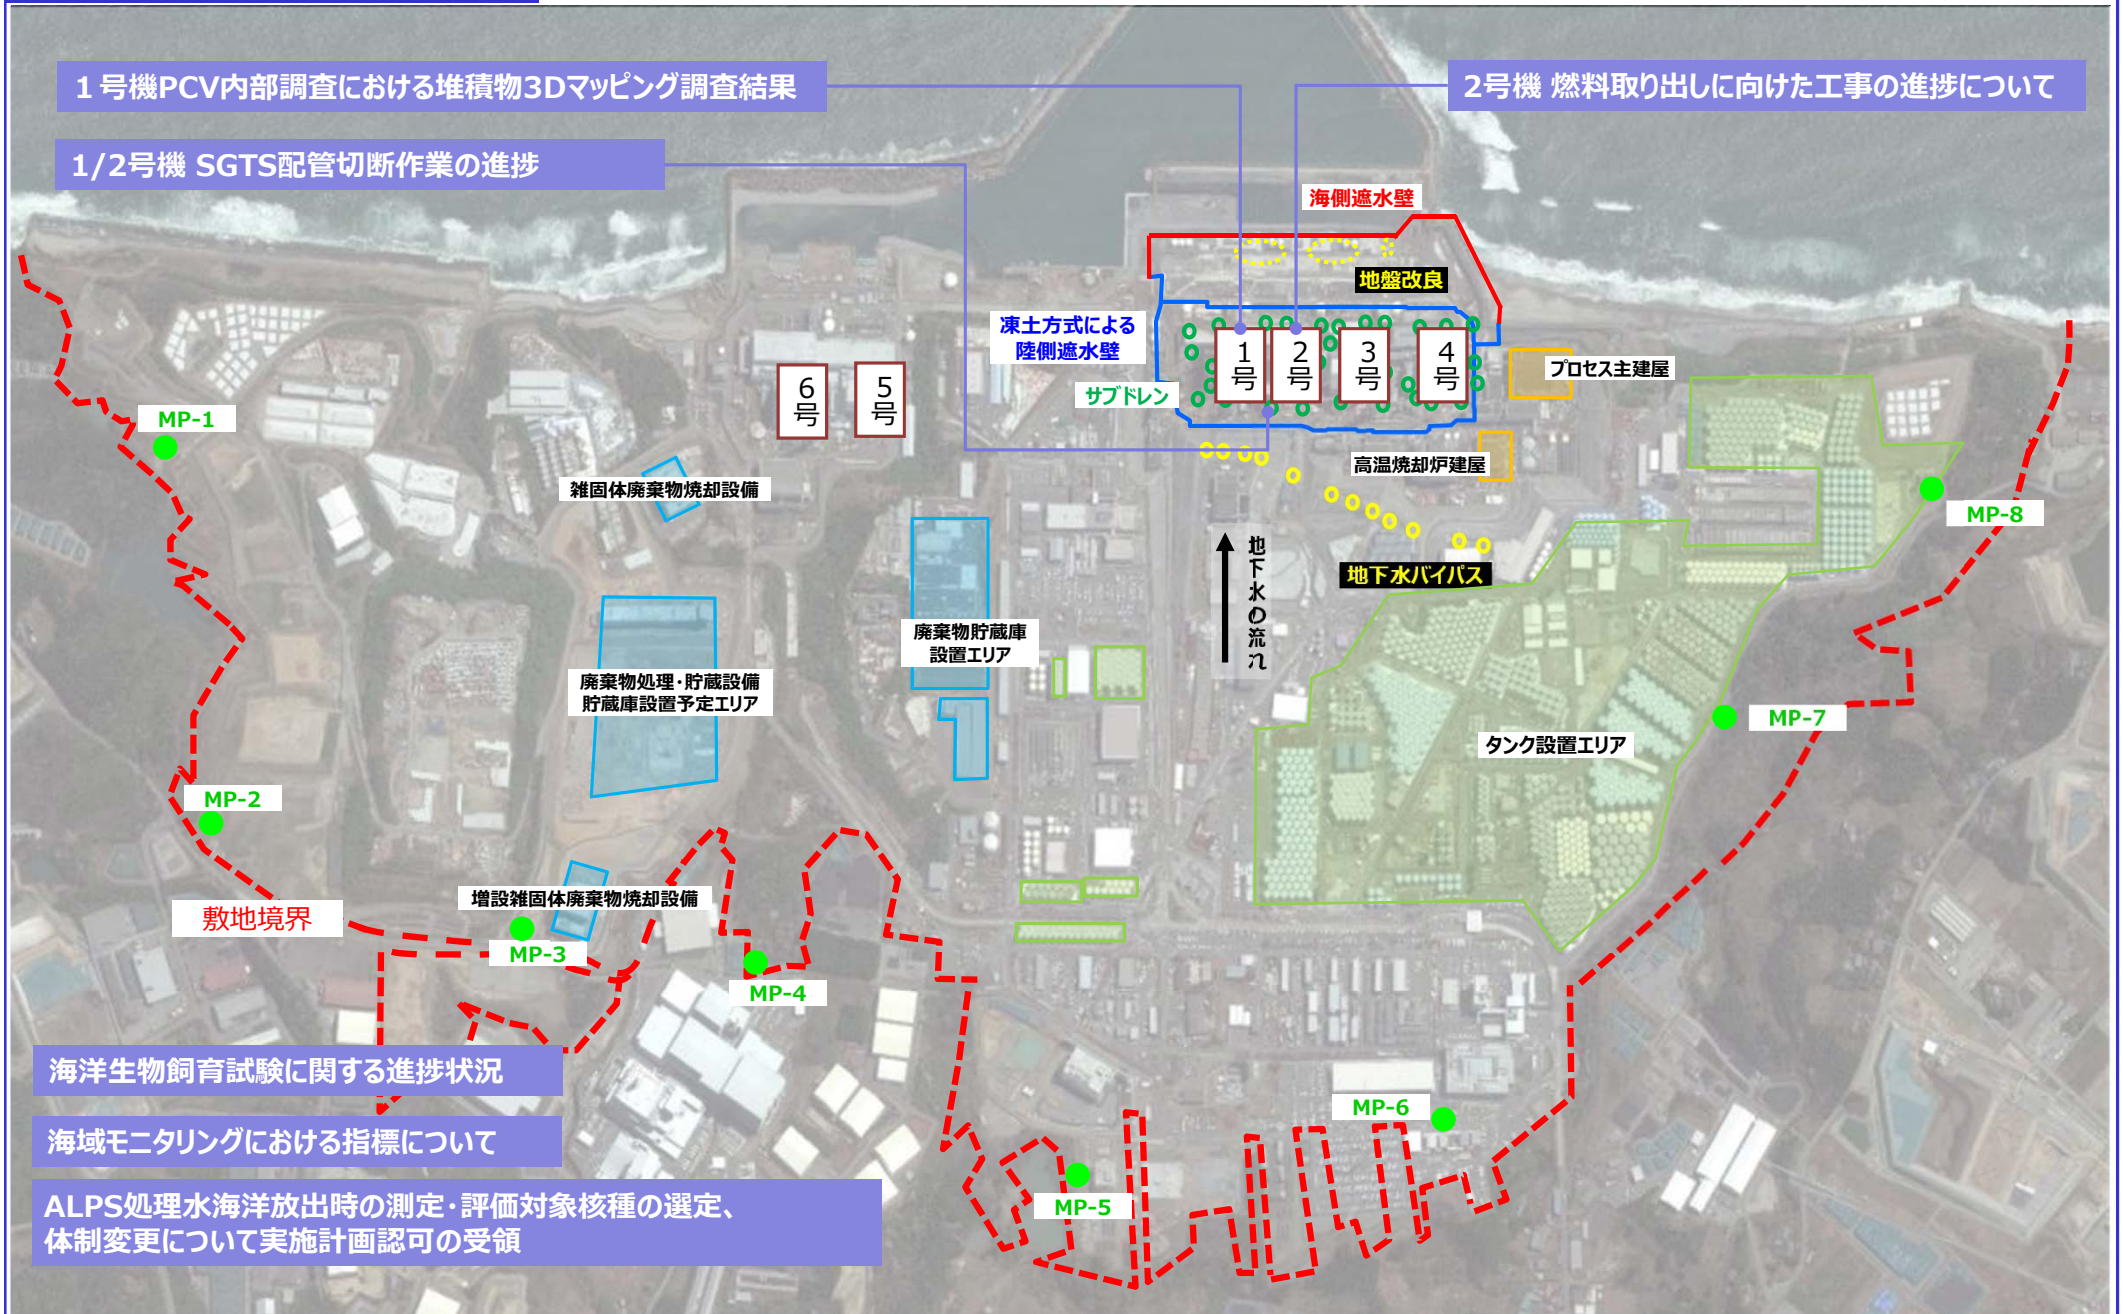 1号機PCV内部調査における堆積物3Dマッピング調査結果
2号機 燃料取り出しに向けた工事の進捗について
1/2号機 SGTS配管切断作業の進捗
海側遮水壁
地盤改良
凍土方式による
陸側遮水壁
サブドレン
1号
2号
3号
4号
プロセス主建屋
6号
5号
MP-1
高温焼却炉建屋
雑固体廃棄物焼却設備
MP-8
地下水の流れ
地下水バイパス
廃棄物貯蔵庫
設置エリア
廃棄物処理・貯蔵設備
貯蔵庫設置予定エリア
MP-7
タンク設置エリア
MP-2
増設雑固体廃棄物焼却設備
敷地境界
MP-3
MP-4
海洋生物飼育試験に関する進捗状況
MP-6
海域モニタリングにおける指標について
MP-5
ALPS処理水海洋放出時の測定・評価対象核種の選定、
体制変更について実施計画認可の受領